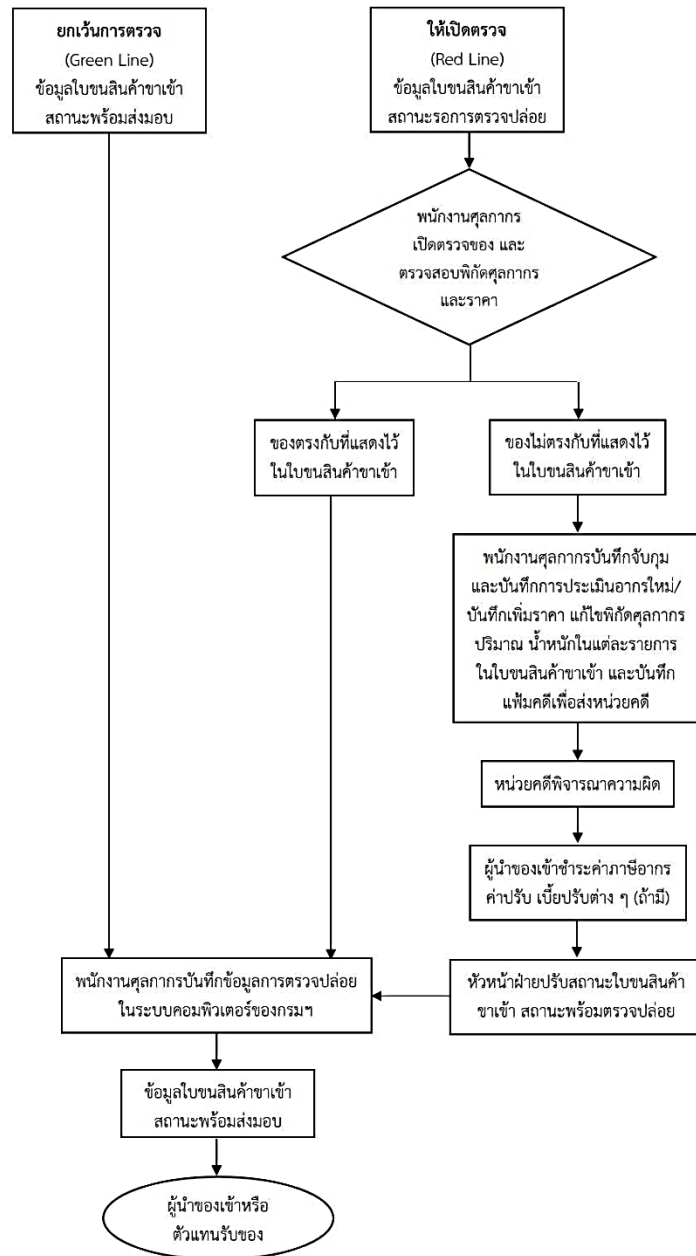 ยกเว้นการตรวจ
(Green Line)
ข้อมูลใบขนสินค้าขาเข้า
สถานะพร้อมส่งมอบ
ให้เปิดตรวจ
(Red Line)
ข้อมูลใบขนสินค้าขาเข้า
สถานะรอการตรวจปล่อย
พนักงานศุลกากร
เปิดตรวจของ และ
ตรวจสอบพิกัดศุลกากร
และราคา
ของตรงกับที่แสดงไว้
ในใบขนสินค้าขาเข้า
ของไม่ตรงกับที่แสดงไว้
ในใบขนสินค้าขาเข้า
พนักงานศุลกากรบันทึกจับกุม
และบันทึกการประเมินอากรใหม่/
บันทึกเพิ่มราคา แก้ไขพิกัดศุลกากร
ปริมาณ น้ำหนักในแต่ละรายการ
ในใบขนสินค้าขาเข้า และบันทึก
แฟ้มคดีเพื่อส่งหน่วยคดี
หน่วยคดีพิจารณาความผิด
ผู้นำของเข้าชำระค่าภาษีอากร
ค่าปรับ เบี้ยปรับต่าง ๆ (ถ้ามี)
หัวหน้าฝ่ายปรับสถานะใบขนสินค้า
ขาเข้า สถานะพร้อมตรวจปล่อย
พนักงานศุลกากรบันทึกข้อมูลการตรวจปล่อย
ในระบบคอมพิวเตอร์ของกรมฯ
ข้อมูลใบขนสินค้าขาเข้า
สถานะพร้อมส่งมอบ
ผู้นำของเข้าหรือ
ตัวแทนรับของ